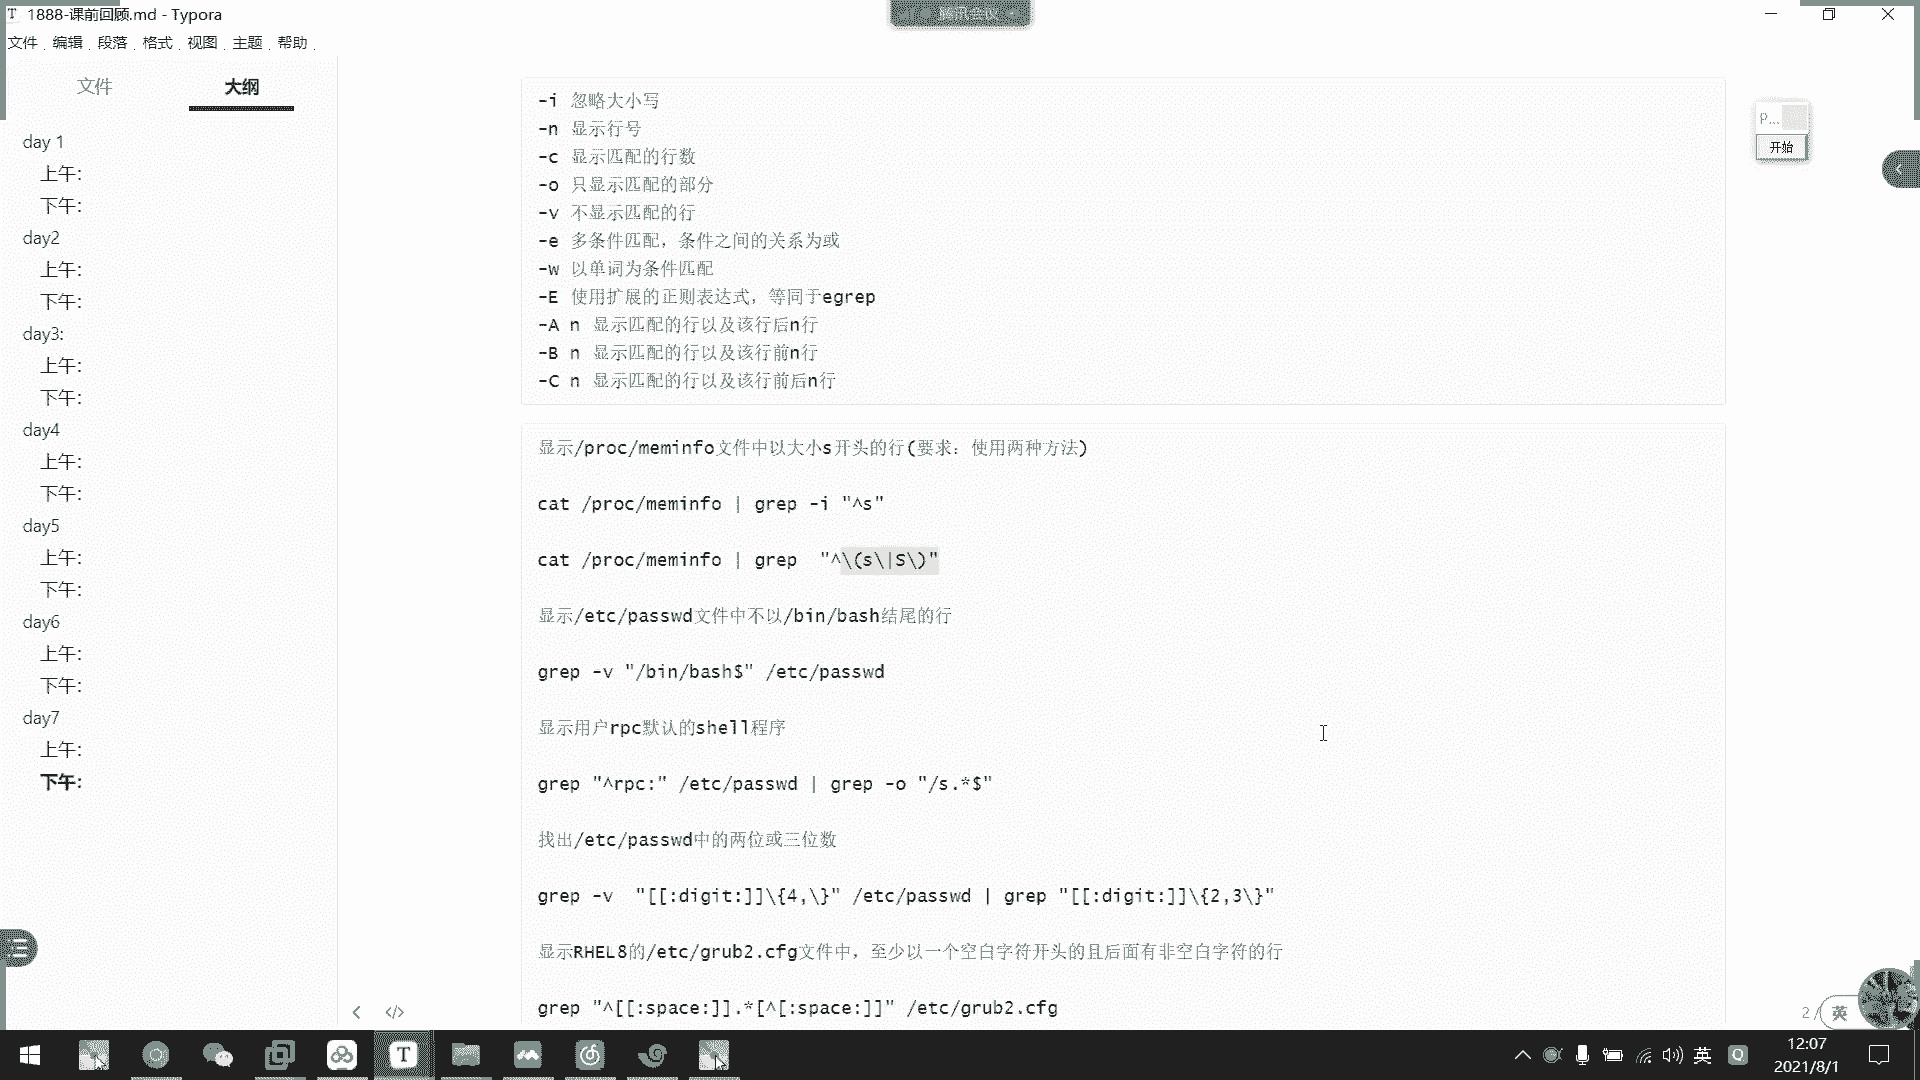 1888-课前回顾.md - Typora
腾讯会议
文件 编辑 段落 格式 视图 主题 帮助
文件 大纲
day 1
上午:
下午:
day2
上午:
下午:
day3:
上午:
下午:
day4
上午:
下午:
day5
上午:
下午:
day6
上午:
下午:
day7
上午:
下午:
-i 忽略大小写
-n 显示行号
-c 显示匹配的行数
-o 只显示匹配的部分
-v 不显示匹配的行
-e 多条件匹配，条件之间的关系为或
-w 以单词为条件匹配
-E 使用扩展的正则表达式，等同于egrep
-A n 显示匹配的行以及该行后n行
-B n 显示匹配的行以及该行前n行
-C n 显示匹配的行以及该行前后n行
显示/proc/meminfo文件中以大小s开头的行(要求：使用两种方法)
cat /proc/meminfo | grep -i "^s"
cat /proc/meminfo | grep  "^\(s\|S\)"
显示/etc/passwd文件中不以/bin/bash结尾的行
grep -v "/bin/bash$" /etc/passwd
显示用户rpc默认的shell程序
grep "^rpc:" /etc/passwd | grep -o "/s.*$"
找出/etc/passwd中的两位或三位数
grep -v  "[[:digit:]]\{4,\}" /etc/passwd | grep "[[:digit:]]\{2,3\}"
显示RHEL8的/etc/grub2.cfg文件中，至少以一个空白字符开头的且后面有非空白字符的行
grep "^[[:space:]].*[^[:space:]]" /etc/grub2.cfg
P...
开始
2 /
英
英
12:07
2021/8/1